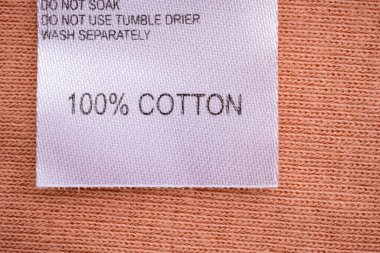 DO NOT SOAK
DO NOT USE TUMBLE DRIER
WASH SEPARATELY
100% COTTON